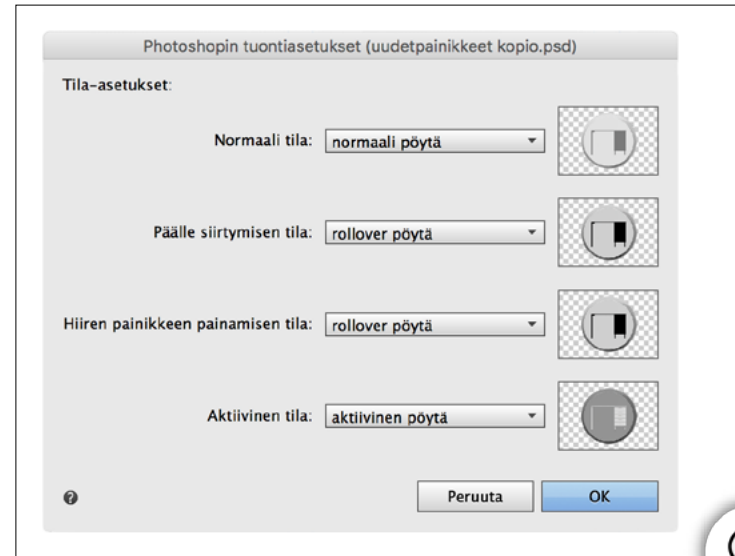 Photoshopin tuontiasetukset (uudetpainikkeet kopio.psd)
Tila-asetukset:
Normaali tila: normaali pöytä
Päälle siirtymisen tila: rollover pöytä
Hiiren painikkeen painamisen tila: rollover pöytä
Aktiivinen tila: aktiivinen pöytä
? Peruuta OK